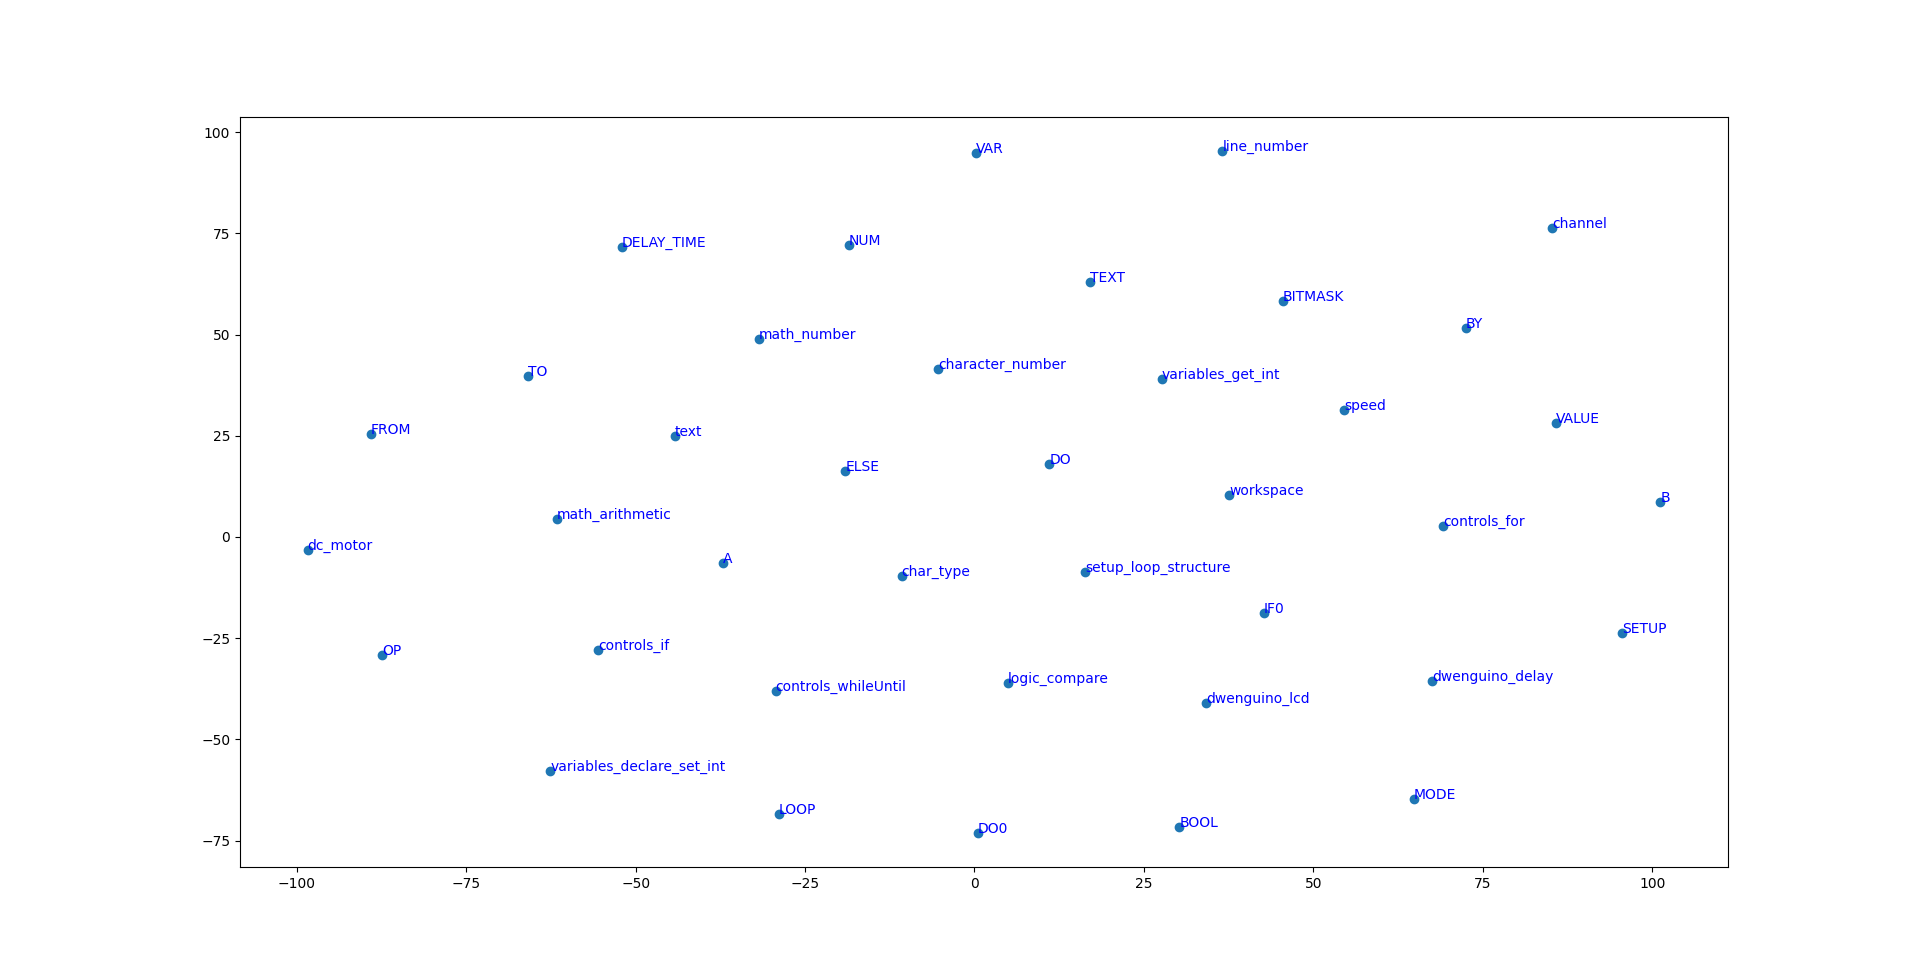 100
VAR
line_number
channel
75
DELAY_TIME
NUM
TEXT
BITMASK
BY
50
math_number
character_number
variables_get_int
TO
speed
VALUE
FROM
25
text
ELSE
DO
workspace
B
math_arithmetic
controls_for
0
dc_motor
A
char_type
setup_loop_structure
IF0
−25
SETUP
OP
controls_if
controls_whileUntil
logic_compare
dwenguino_lcd
dwenguino_delay
−50
variables_declare_set_int
LOOP
DO0
BOOL
MODE
−75
−100 −75 −50 −25 0 25 50 75 100